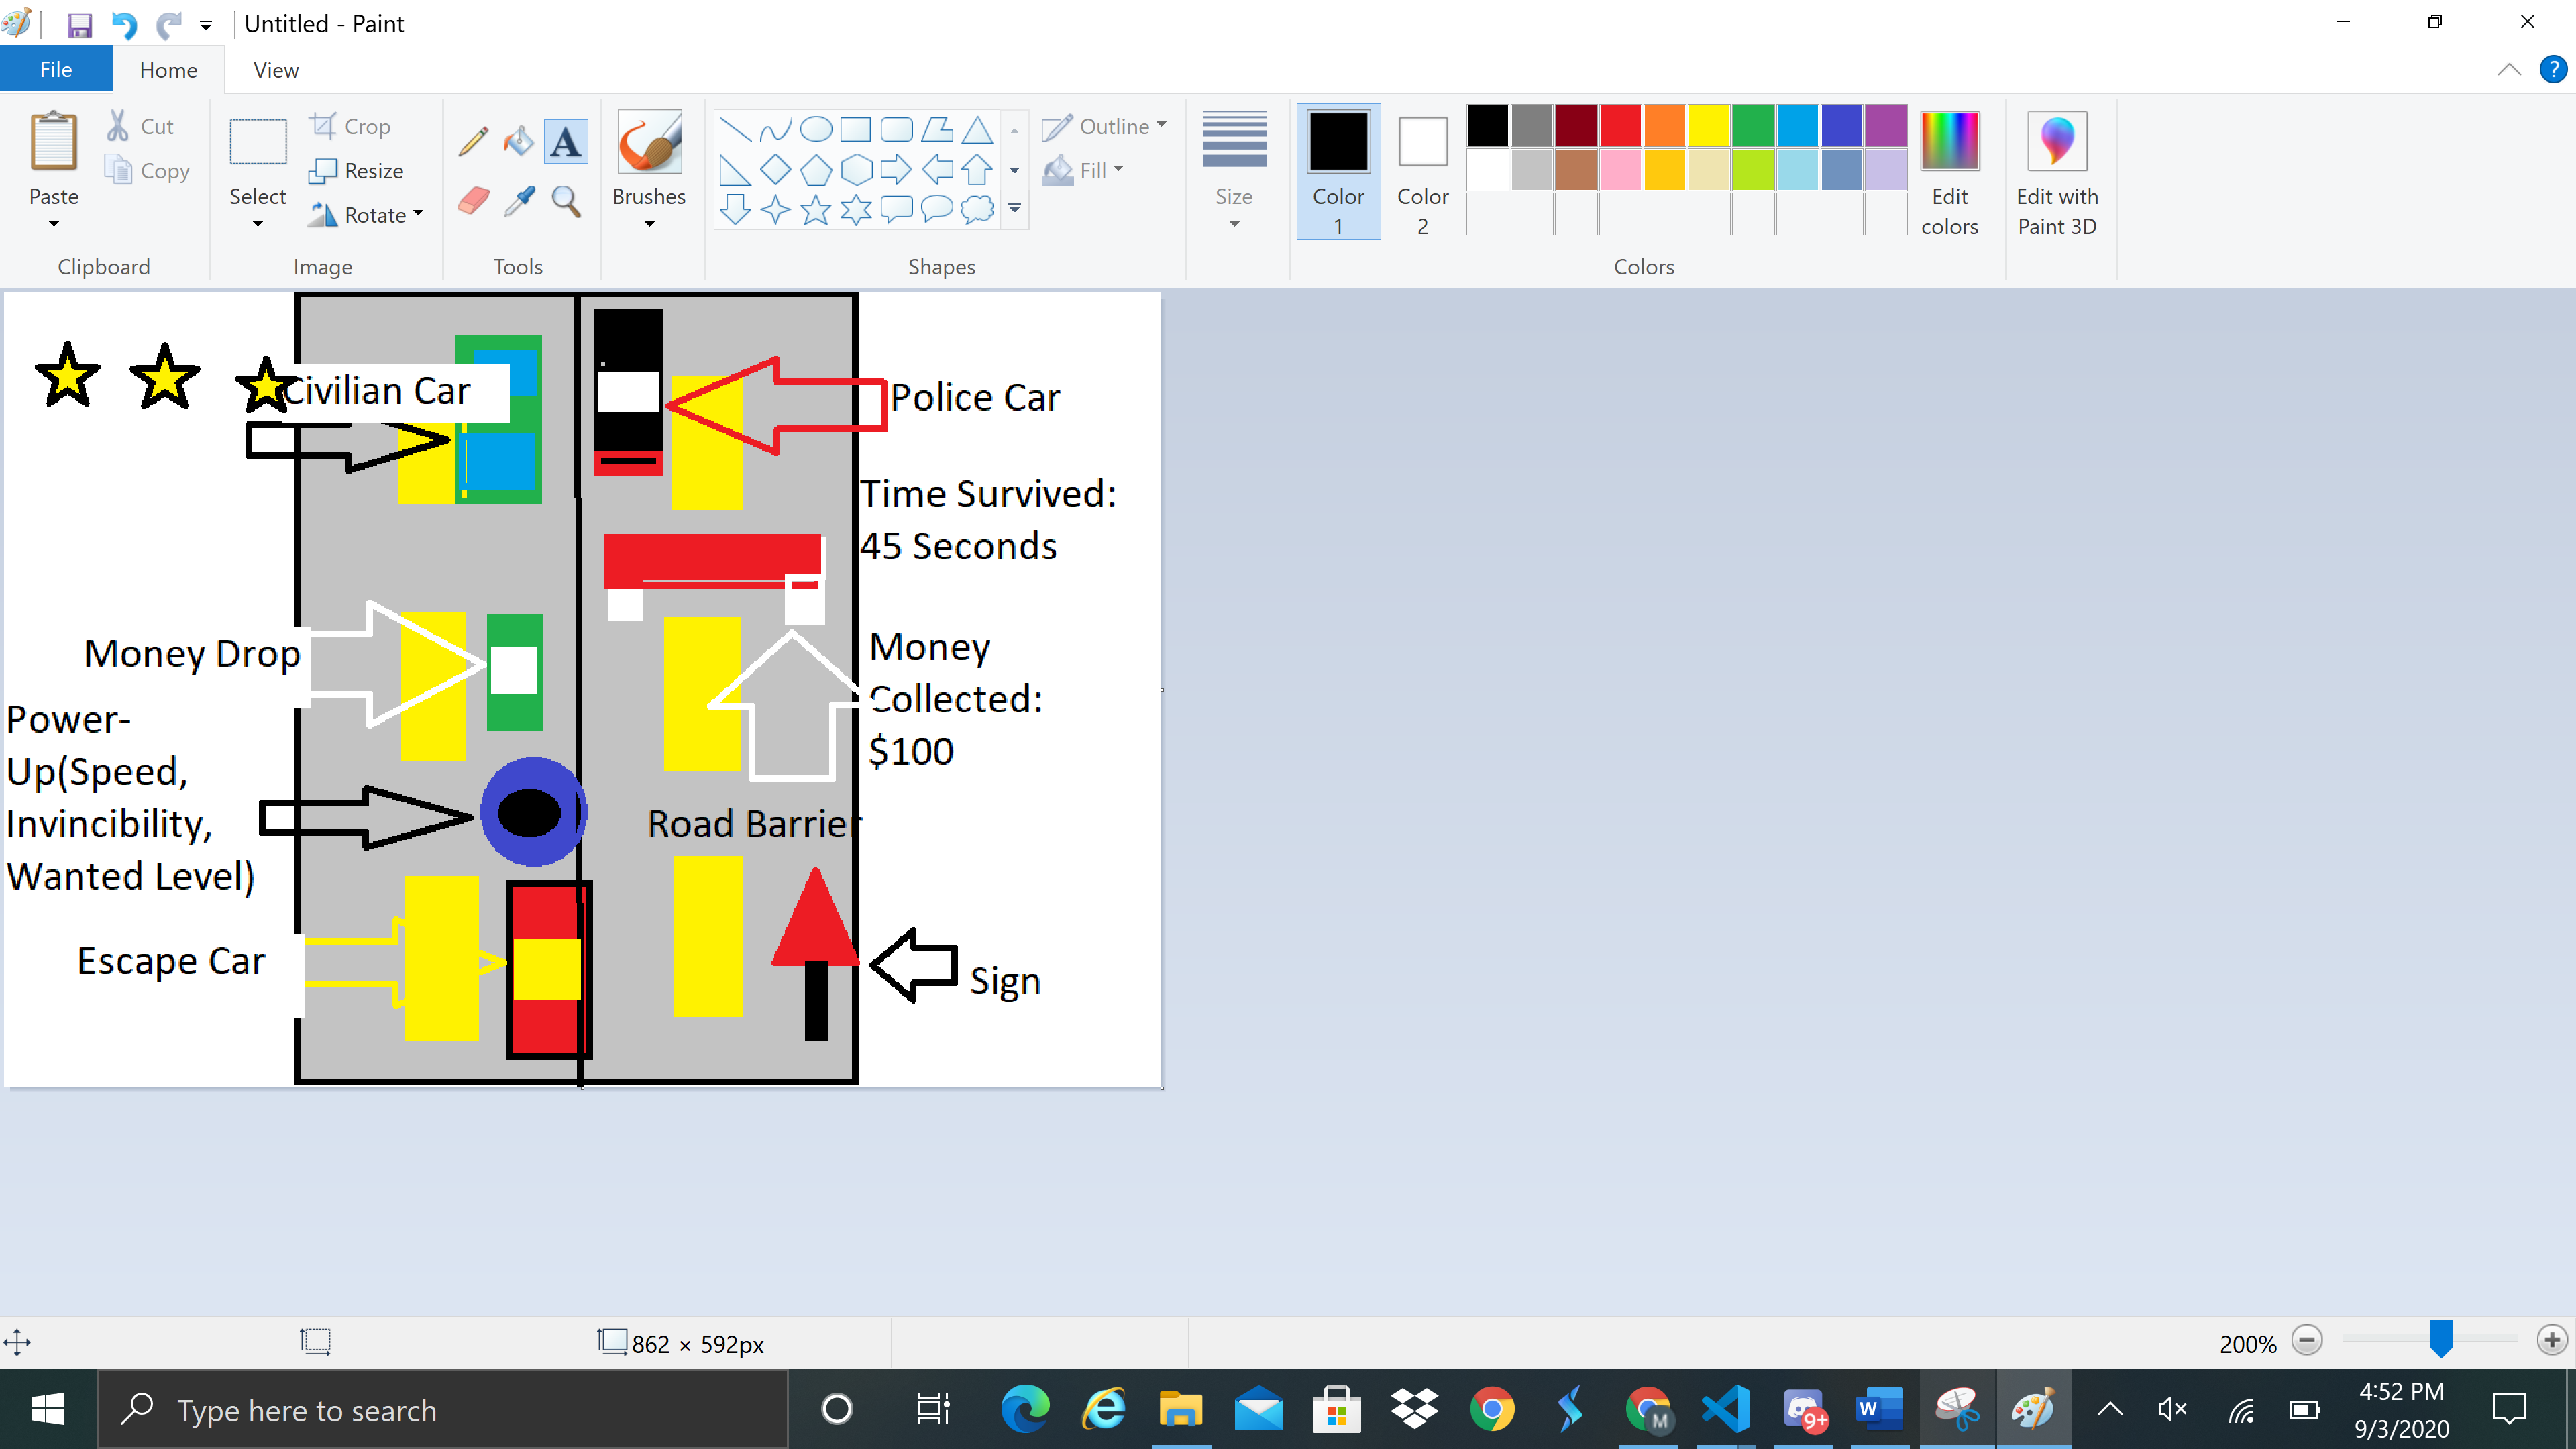 Untitled - Paint
File
Home
View
Paste
Cut
Copy
Clipboard
Select
Crop
Resize
Rotate
Image
A
Tools
Brushes
Shapes
Outline
Fill
Size
Color
1
Color
2
Colors
Edit
colors
Edit with
Paint 3D
?
Civilian Car
Police Car
Time Survived:
45 Seconds
Money Drop
Money
Collected:
$100
Power-
Up(Speed,
Invincibility,
Wanted Level)
Road Barrier
Escape Car
Sign
862 × 592px
200%
Type here to search
M
9+
W
4:52 PM
9/3/2020